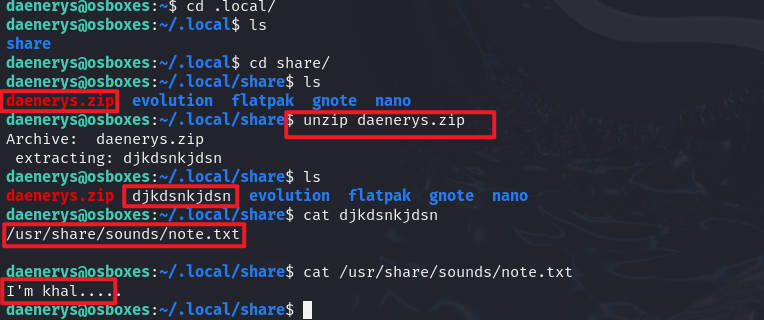 daenerys@osboxes:~$ cd .local/
daenerys@osboxes:~/.local$ ls
share
daenerys@osboxes:~/.local$ cd share/
daenerys@osboxes:~/.local/share$ ls
daenerys.zip evolution flatpak gnote nano
daenerys@osboxes:~/.local/share$ unzip daenerys.zip
Archive: daenerys.zip
extracting: djkdsnkjdsn
daenerys@osboxes:~/.local/share$ ls
daenerys.zip djkdsnkjdsn evolution flatpak gnote nano
daenerys@osboxes:~/.local/share$ cat djkdsnkjdsn
/usr/share/sounds/note.txt
daenerys@osboxes:~/.local/share$ cat /usr/share/sounds/note.txt
I'm khal.....
daenerys@osboxes:~/.local/share$